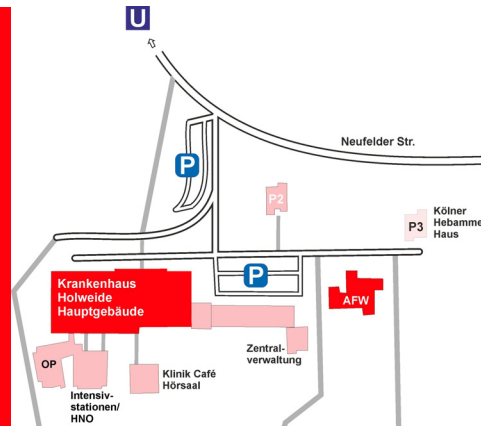 U
Neufelder Str.
P
P2
P3
Kölner
Hebamme
Haus
P
Krankenhaus
Holweide
Hauptgebäude
AFW
OP
Zentral-
verwaltung
Klinik Café
Hörsaal
Intensiv-
stationen/
HNO